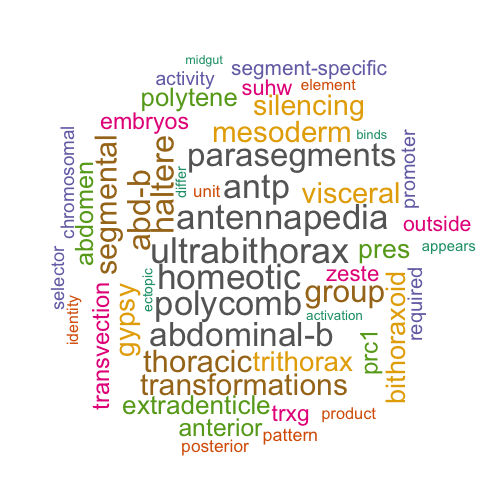 midgut
activity
segment-specific
suhw
element
polytene
silencing
embryos
mesoderm
binds
chromosomal
abdomen
segmental
abd-b
haltere
differ
parasegments
promoter
unit
antp
visceral
antennapedia
outside
ultrabithorax
pres
appears
selector
identity
homeotic
zeste
transvection
gypsy
ectopic
polycomb
group
required
bithoraxoid
activation
abdominal-b
prc1
thoracic
trithorax
transformations
extradenticle
trxg
product
anterior
pattern
posterior